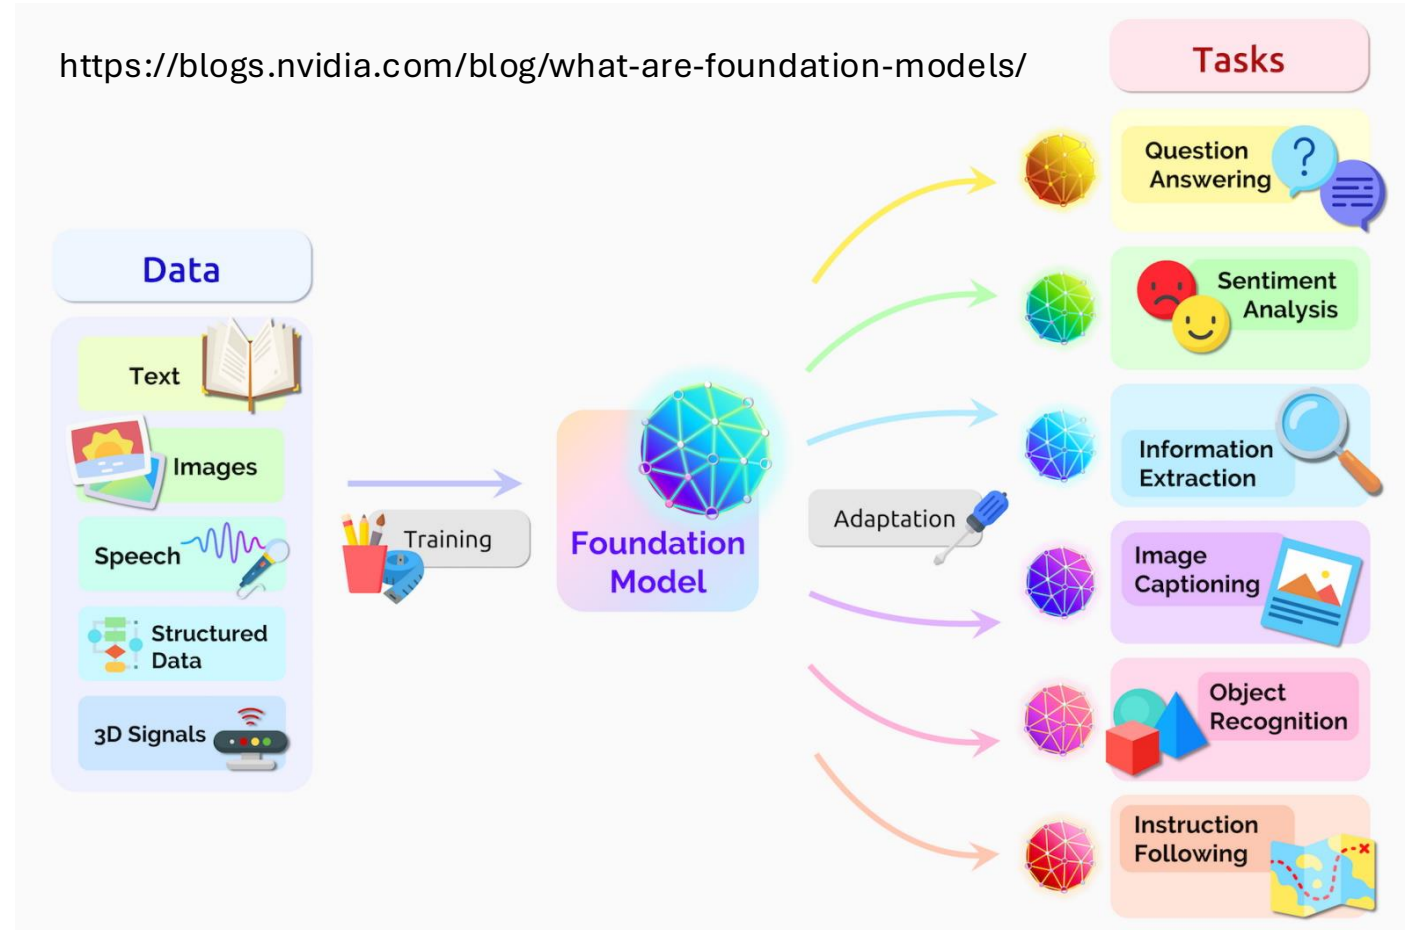 https://blogs.nvidia.com/blog/what-are-foundation-models/
Data
Text
Images
Speech
Structured
Data
3D Signals
Training
Foundation
Model
Adaptation
Tasks
Question
Answering
?
Sentiment
Analysis
Information
Extraction
Image
Captioning
Object
Recognition
Instruction
Following